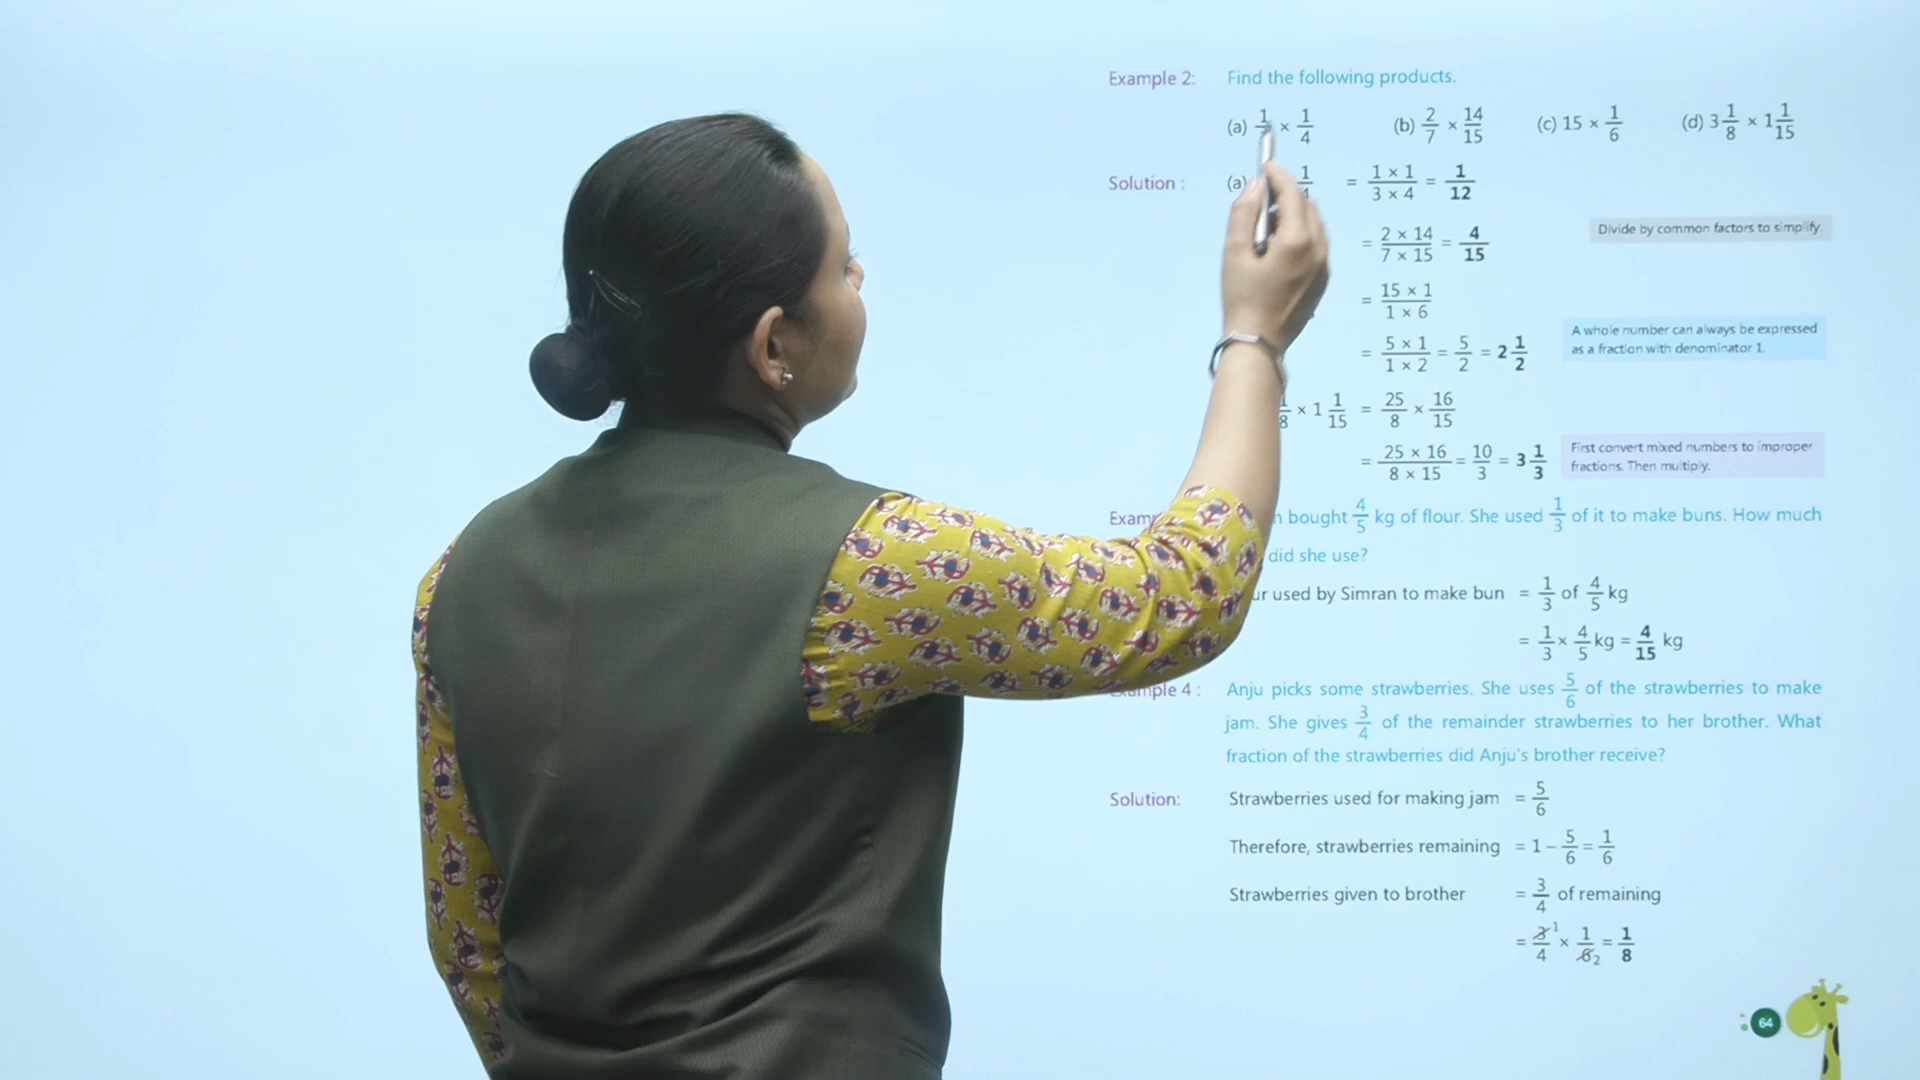 Example 2: Find the following products.
(a) 1/ × 1/4 (b) 2/7 × 14/15 (c) 15 × 1/6 (d) 3 1/8 × 1 1/15
Solution : (a) 1/4 = 1 × 1/3 × 4 = 1/12
Divide by common factors to simplify.
= 2 × 14/7 × 15 = 4/15
= 15 × 1/1 × 6
A whole number can always be expressed
as a fraction with denominator 1.
= 5 × 1/1 × 2 = 5/2 = 2 1/2
1/8 × 1 1/15 = 25/8 × 16/15
First convert mixed numbers to improper
fractions. Then multiply.
= 25 × 16/8 × 15 = 10/3 = 3 1/3
bought 4/5 kg of flour. She used 1/3 of it to make buns. How much
did she use?
used by Simran to make bun = 1/3 of 4/5 kg
= 1/3 × 4/5 kg = 4/15 kg
Example 4 : Anju picks some strawberries. She uses 5/6 of the strawberries to make
jam. She gives 3/4 of the remainder strawberries to her brother. What
fraction of the strawberries did Anju's brother receive?
Solution: Strawberries used for making jam = 5/6
Therefore, strawberries remaining = 1 – 5/6 = 1/6
Strawberries given to brother = 3/4 of remaining
= 3 1/4 × 1/6 2 = 1/8
64